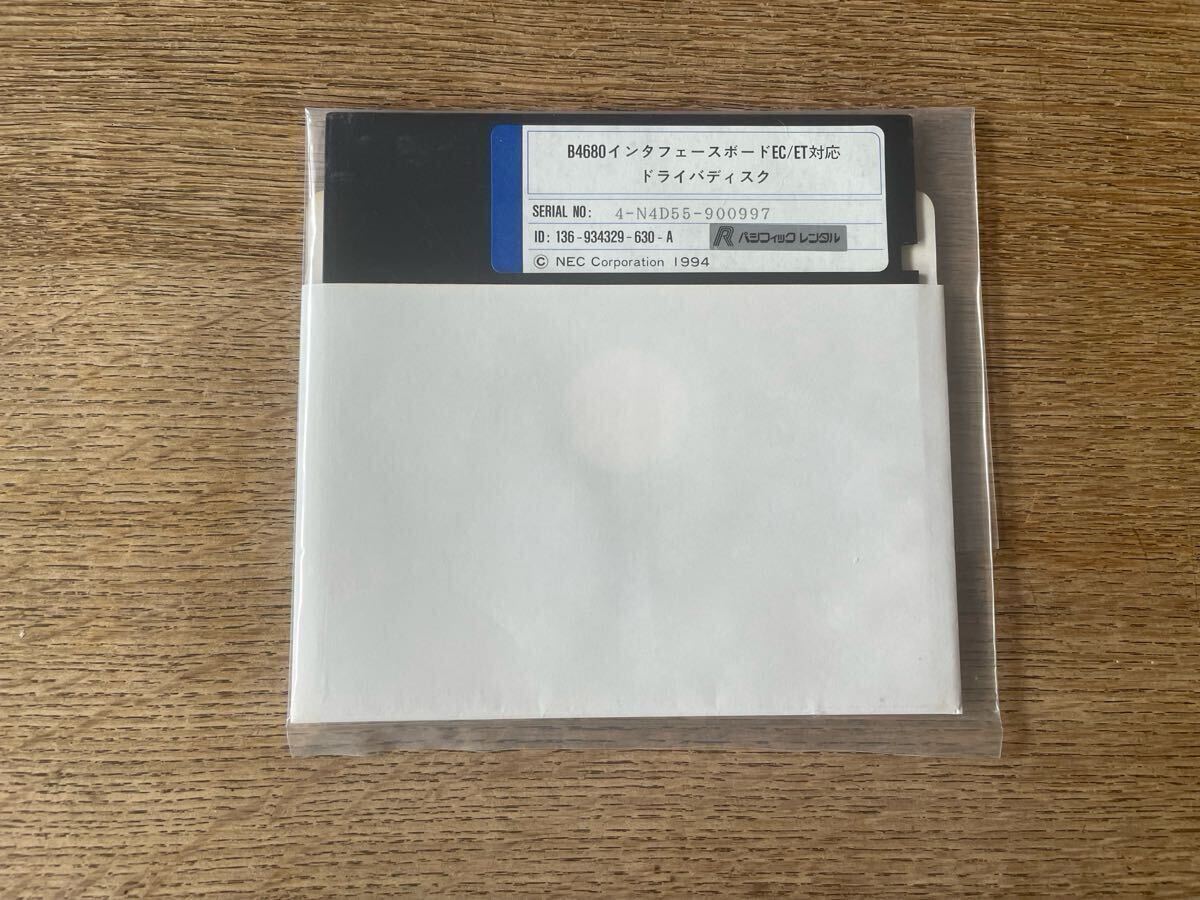 B4680インタフェースボードEC/ET対応
ドライバディスク
SERIAL NO: 4-N4D55-900997
ID: 136-934329-630-A R パシフィックレンタル
© NEC Corporation 1994